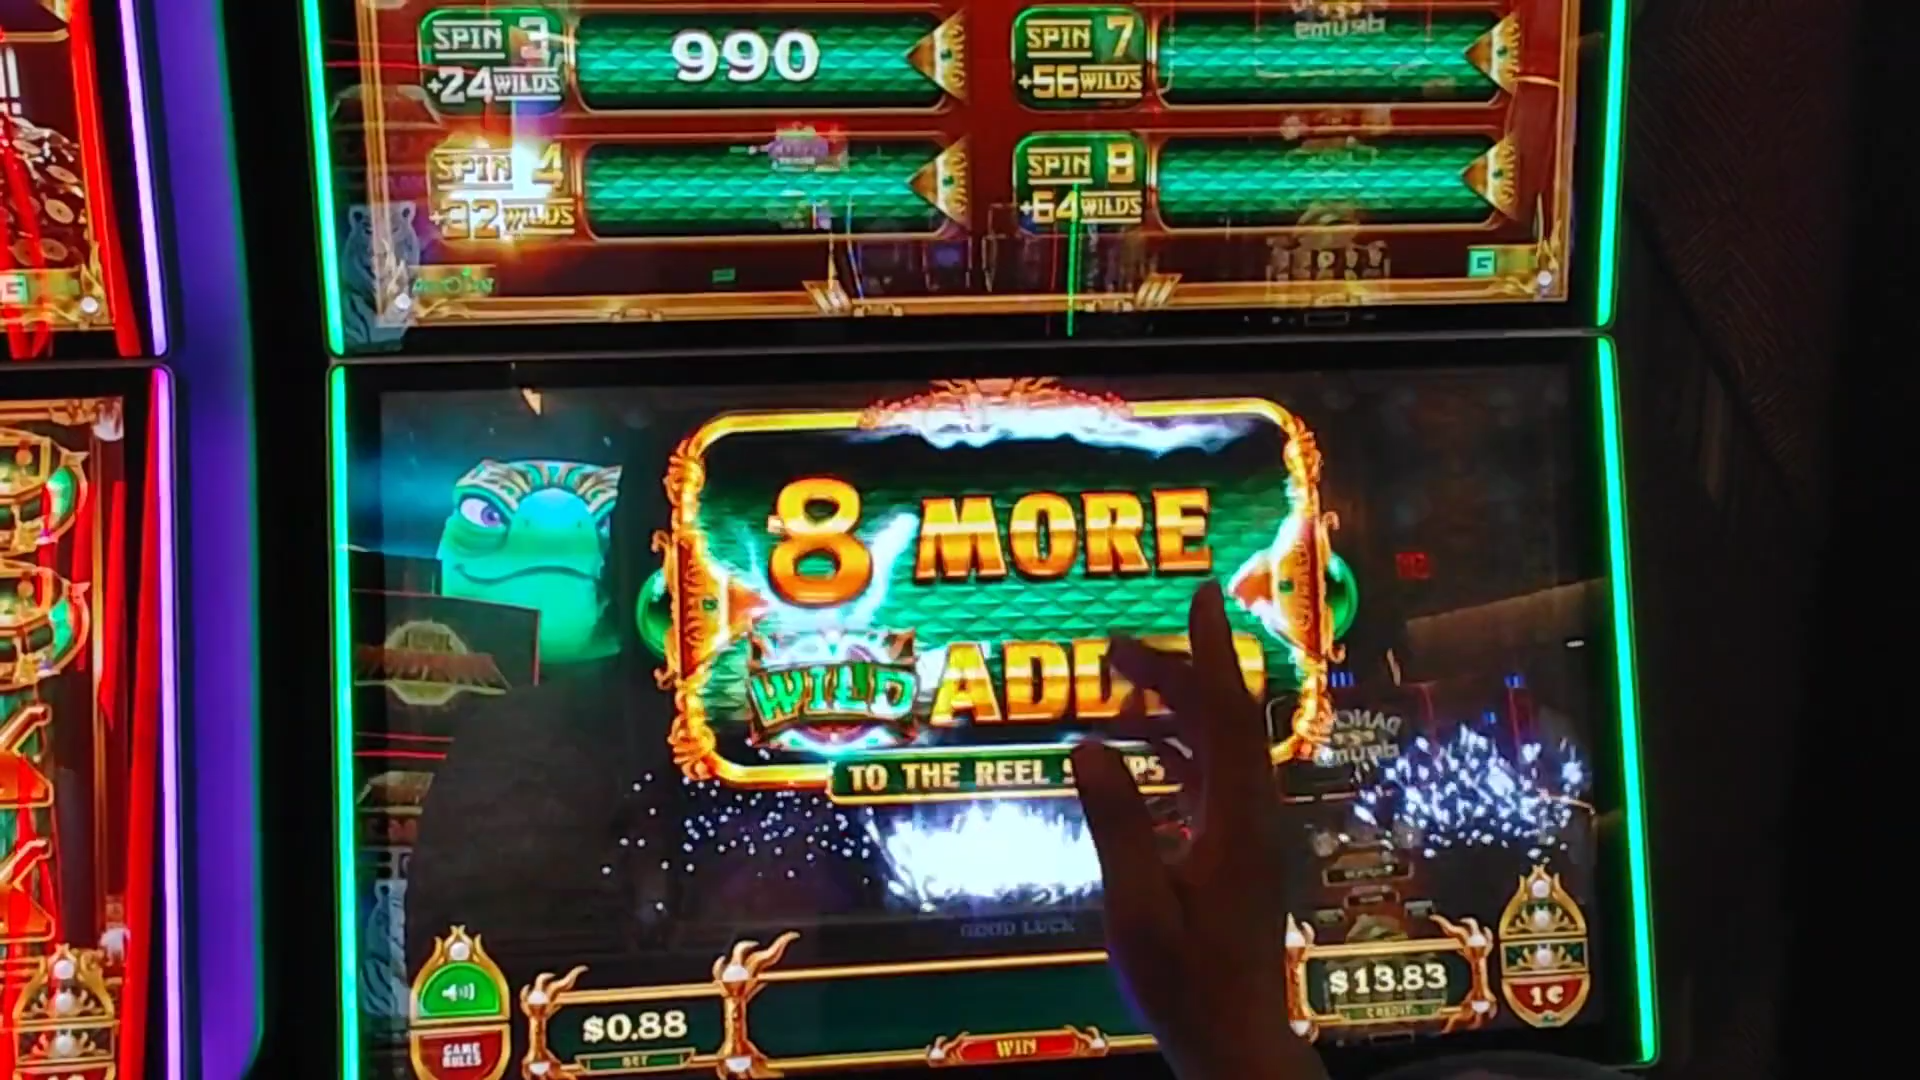 SPIN 3
+24 WILDS
990
SPIN 7
+56 WILDS
SPIN 4
+32 WILDS
SPIN 8
+64 WILDS
8 MORE
WILD
TO THE REEL
GOOD LUCK
GAME RULES
$0.88
BET
WIN
$13.83
CREDIT
1¢